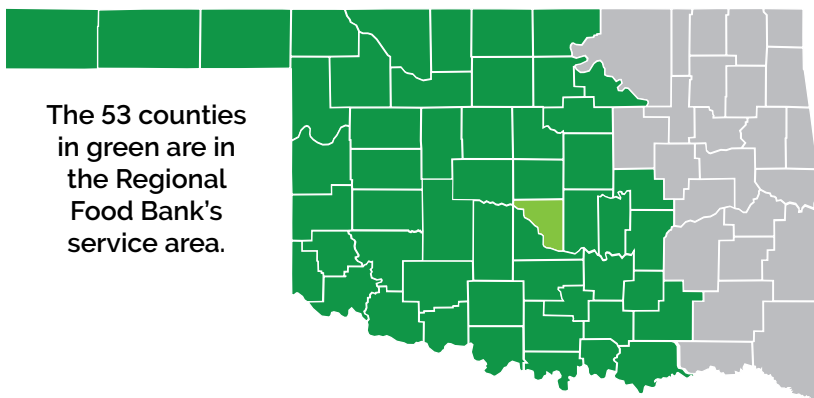 The 53 counties
in green are in
the Regional
Food Bank's
service area.